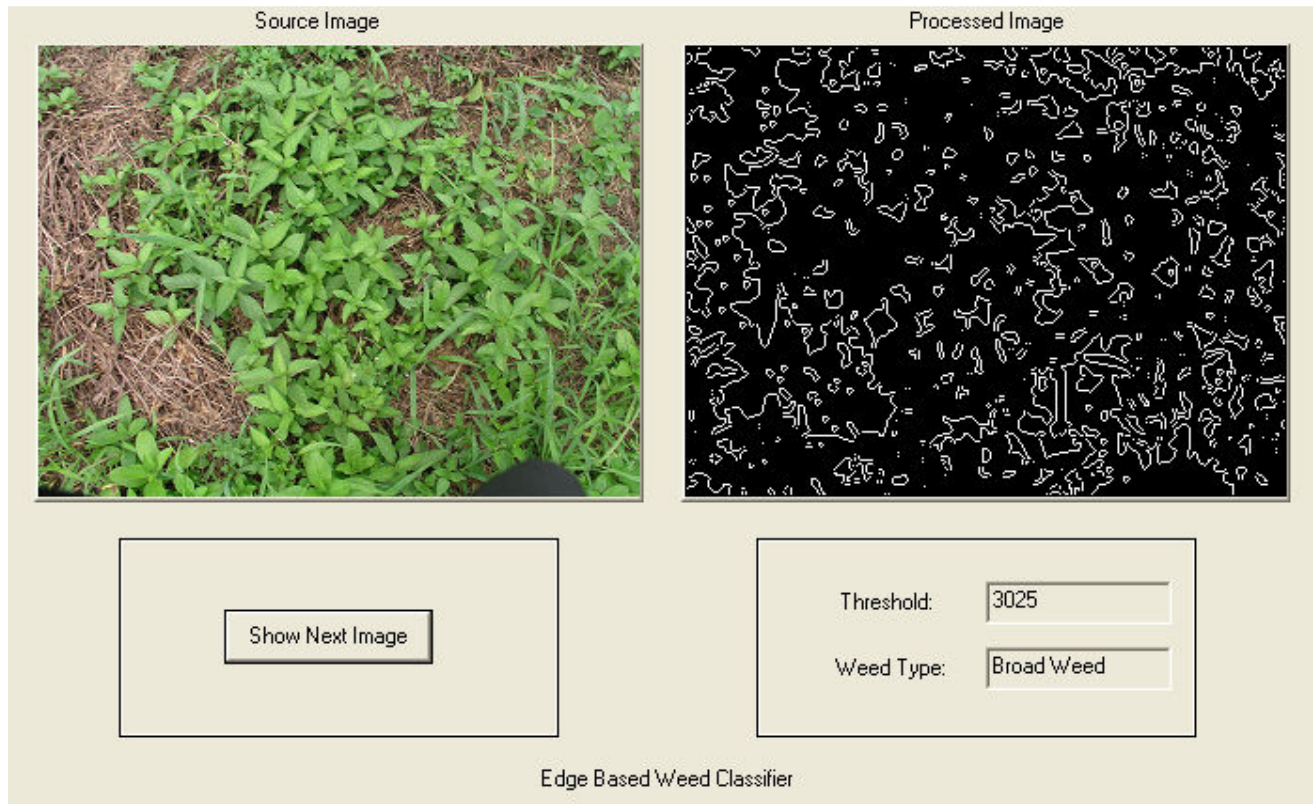 Source Image
Processed Image
Show Next Image
Threshold: 3025
Weed Type: Broad Weed
Edge Based Weed Classifier